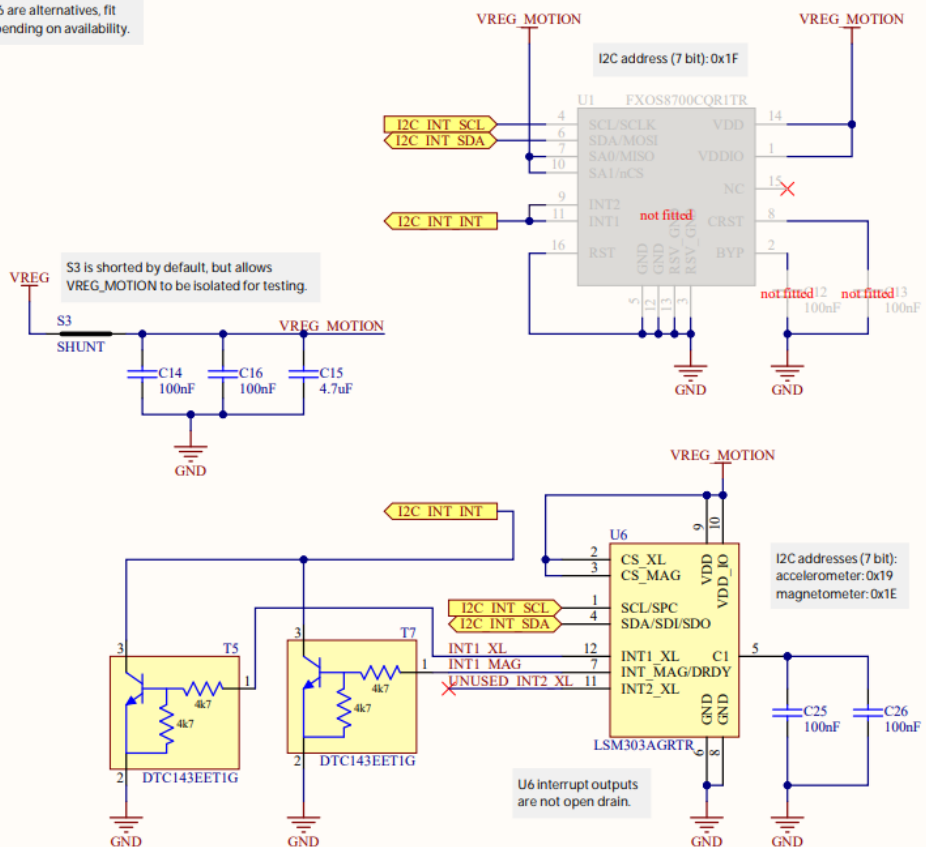 are alternatives, fit
depending on availability.
VREG_MOTION
VREG_MOTION
I2C address (7 bit): 0x1F
U1
FXOS8700CQR1TR
I2C_INT_SCL
I2C_INT_SDA
I2C_INT_INT
4
6
7
10
9
11
16
SCL/SCLK
SDA/MOSI
SA0/MISO
SA1/nCS
INT2
INT1
RST
VDD
VDDIO
NC
CRST
BYP
14
1
15
8
2
not fitted
GND
GND
RSV_GND
RSV_GND
5
12
13
3
not fitted
C12
not fitted
C13
100nF
GND
GND
S3 is shorted by default, but allows
VREG_MOTION to be isolated for testing.
VREG
S3
SHUNT
VREG_MOTION
C14
100nF
C16
100nF
C15
4.7uF
GND
VREG_MOTION
I2C_INT_INT
U6
9
10
VDD
VDD_IO
2
3
CS_XL
CS_MAG
I2C addresses (7 bit):
accelerometer: 0x19
magnetometer: 0x1E
I2C_INT_SCL
I2C_INT_SDA
1
4
SCL/SPC
SDA/SDI/SDO
INT1_XL
12
INT1_XL
INT1_MAG
7
INT_MAG/DRDY
UNUSED_INT2_XL
11
INT2_XL
C1
5
GND
GND
6
8
LSM303AGRTR
C25
100nF
C26
100nF
3
T5
1
4k7
4k7
2
DTC143EET1G
3
T7
1
4k7
4k7
2
DTC143EET1G
U6 interrupt outputs
are not open drain.
GND
GND
GND
GND